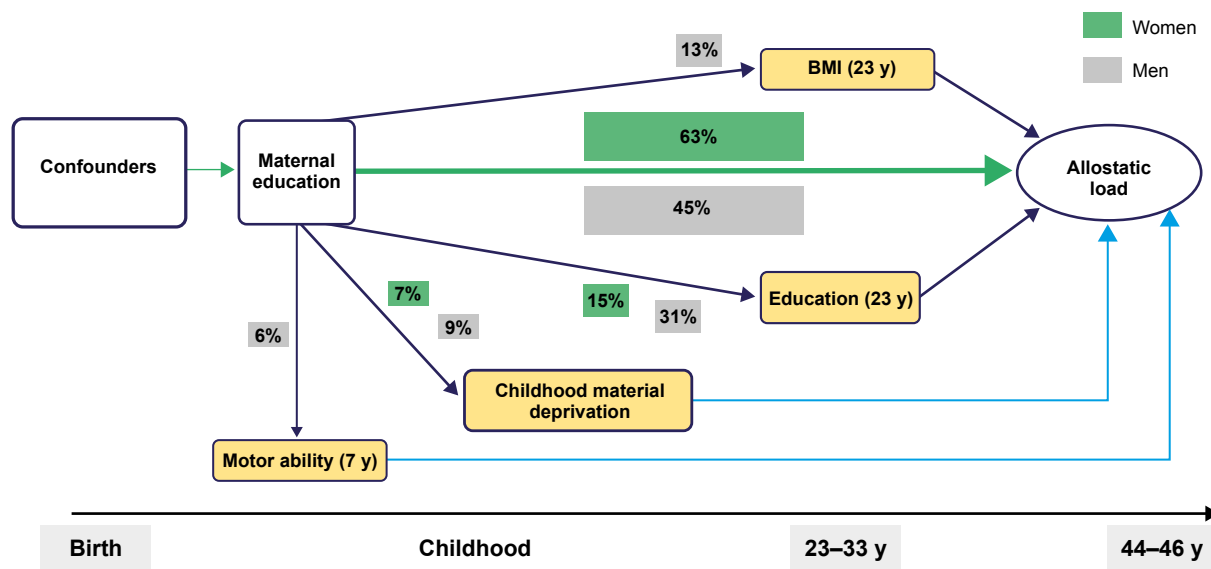 Women
Men
13%
BMI (23 y)
63%
Confounders
Maternal
education
Allostatic
load
45%
7%
15%
Education (23 y)
31%
9%
6%
Childhood material
deprivation
Motor ability (7 y)
Birth
Childhood
23–33 y
44–46 y